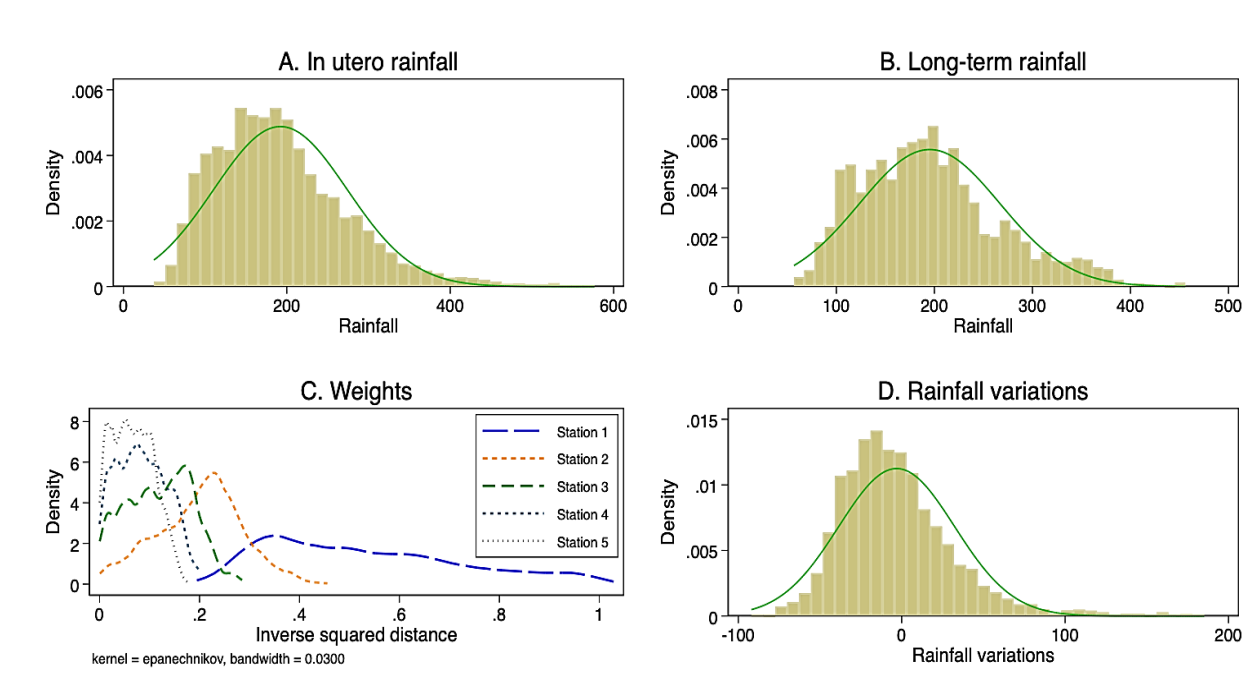 A. In utero rainfall
.006
.004
.002
0
Density
0 200 400 600
Rainfall
B. Long-term rainfall
.008
.006
.004
.002
0
Density
0 100 200 300 400 500
Rainfall
C. Weights
8
6
4
2
0
Density
Station 1
Station 2
Station 3
Station 4
Station 5
0 .2 .4 .6 .8 1
Inverse squared distance
kernel = epanechnikov, bandwidth = 0.0300
D. Rainfall variations
.015
.01
.005
0
Density
-100 0 100 200
Rainfall variations